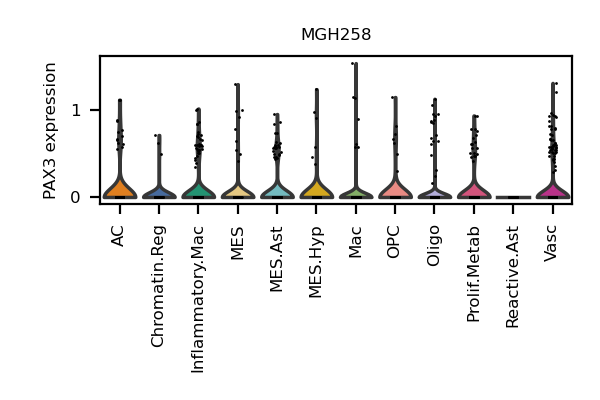 MGH258
PAX3 expression
1
0
AC
Chromatin.Reg
Inflammatory.Mac
MES
MES.Ast
MES.Hyp
Mac
OPC
Oligo
Prolif.Metab
Reactive.Ast
Vasc